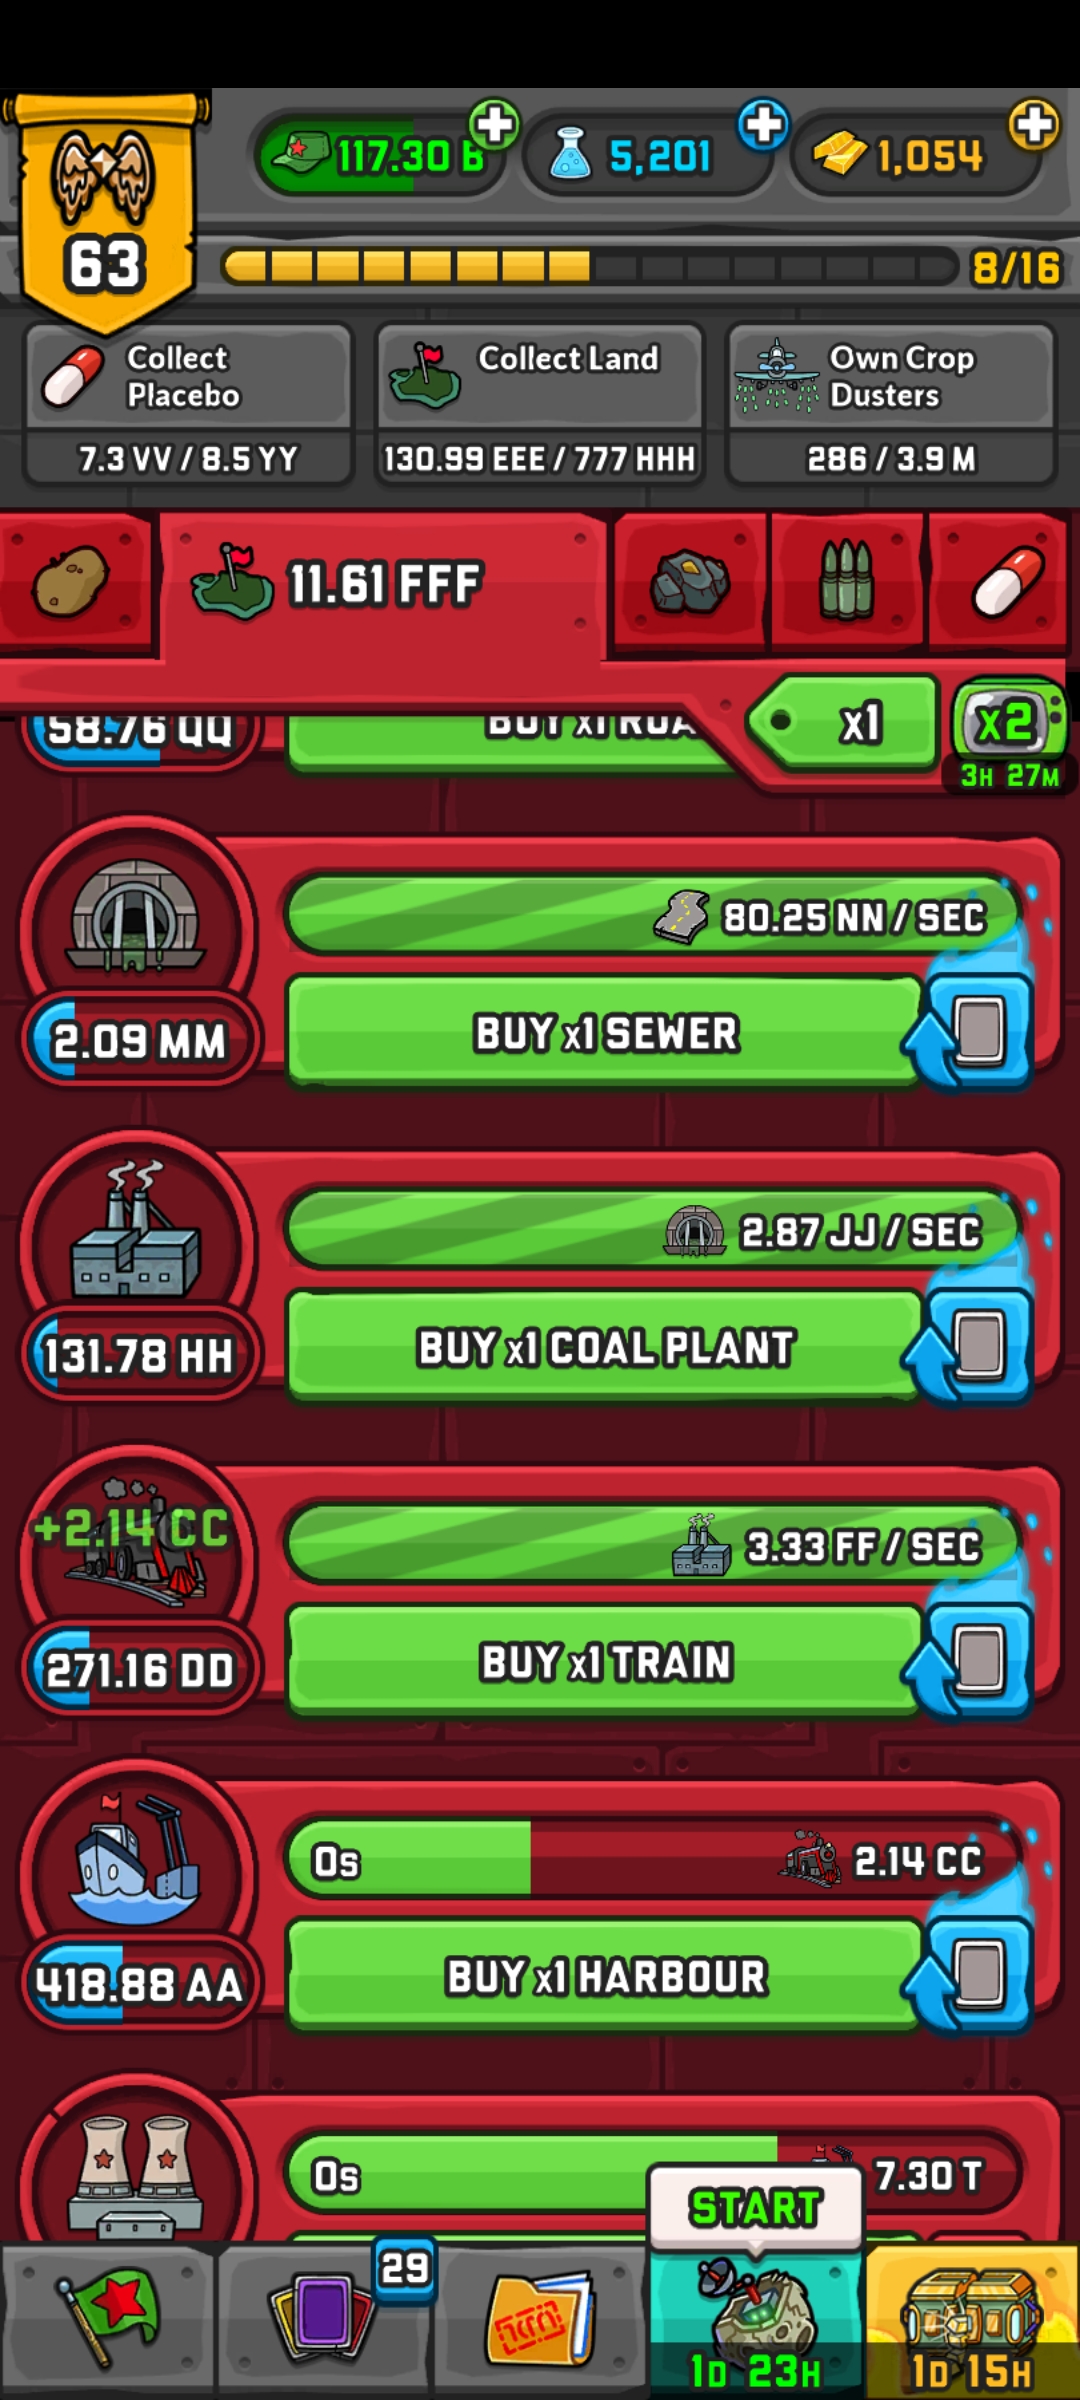 63
117.30 B
5,201
1,054
8/16
Collect
Placebo
7.3 VV / 8.5 YY
Collect Land
130.99 EEE / 777 HHH
Own Crop
Dusters
286 / 3.9 M
11.61 FFF
x1
x2
3H 27M
58.76 QQ
BUY x1 ROA
80.25 NN / SEC
2.09 MM
BUY x1 SEWER
2.87 JJ / SEC
131.78 HH
BUY x1 COAL PLANT
+2.14 CC
3.33 FF / SEC
271.16 DD
BUY x1 TRAIN
0s
2.14 CC
418.88 AA
BUY x1 HARBOUR
0s
7.30 T
START
29
1D 23H
1D 15H